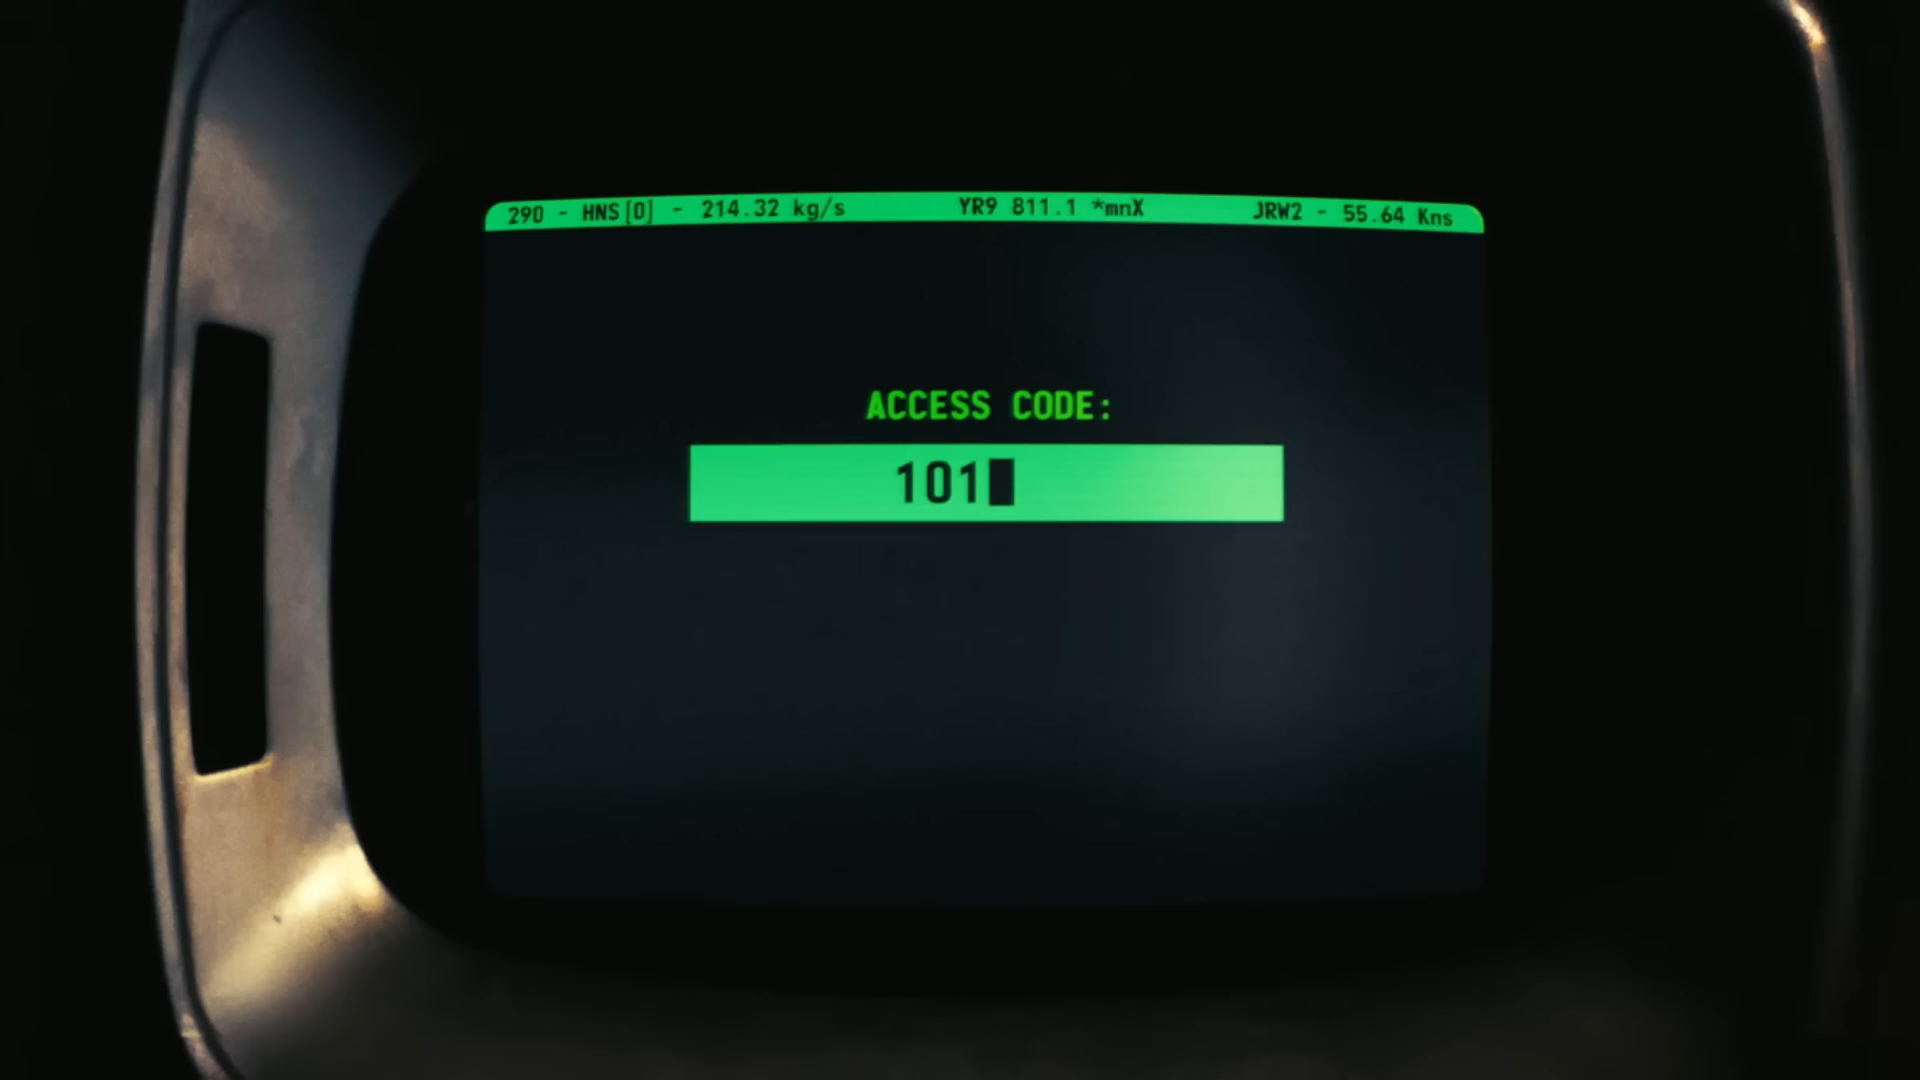 290 - HNS[0] - 214.32 kg/s YR9 811.1 *mnX JRW2 - 55.64 Kns
ACCESS CODE:
101